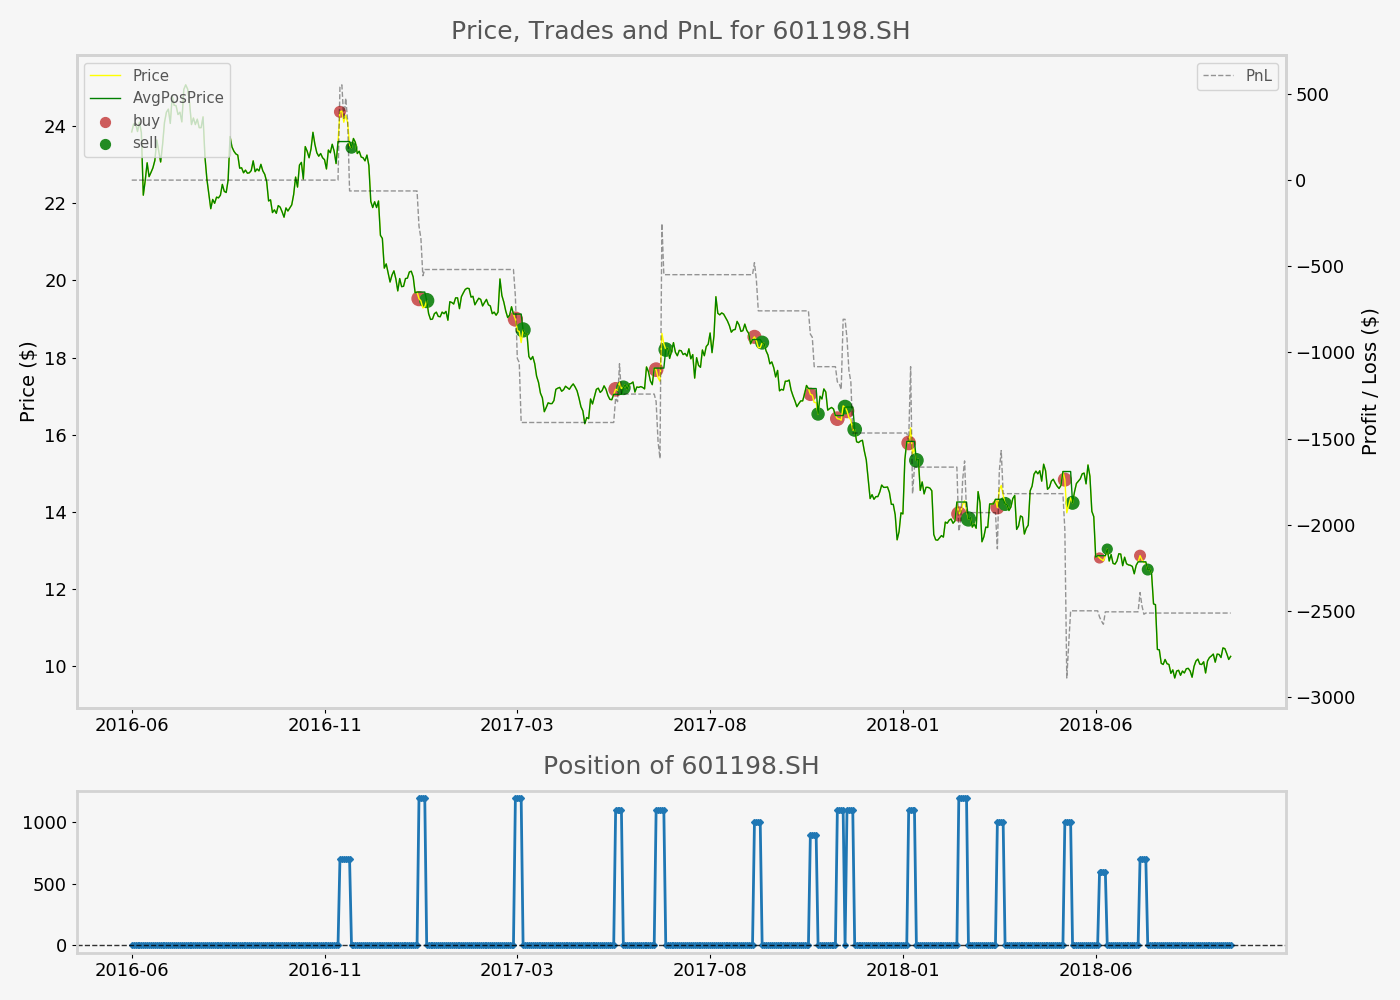 Price, Trades and PnL for 601198.SH
Price
AvgPosPrice
buy
sell
PnL
24
22
20
18
16
14
12
10
Price ($)
500
0
−500
−1000
−1500
−2000
−2500
−3000
Profit / Loss ($)
2016-06 2016-11 2017-03 2017-08 2018-01 2018-06
Position of 601198.SH
1000
500
0
2016-06 2016-11 2017-03 2017-08 2018-01 2018-06